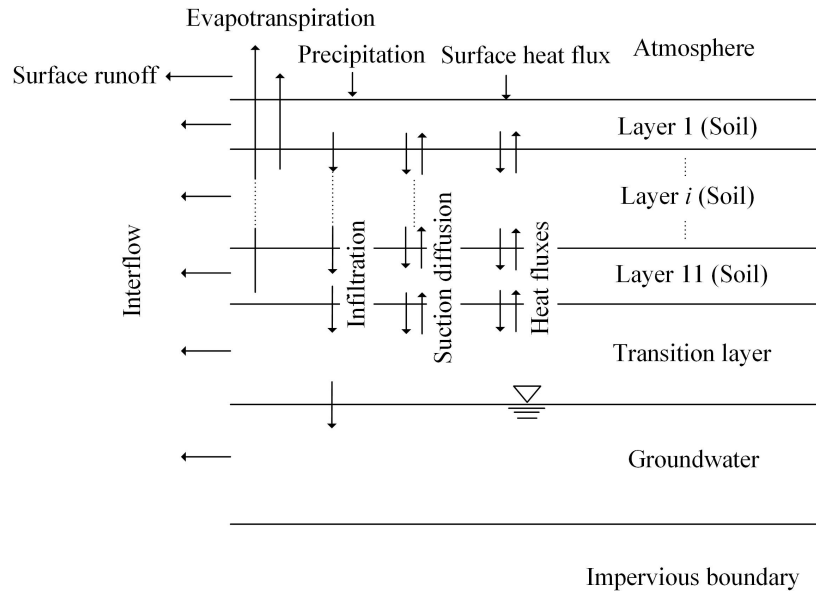 Evapotranspiration
Precipitation
Surface heat flux
Atmosphere
Surface runoff
Layer 1 (Soil)
Layer i (Soil)
Interflow
Infiltration
Suction diffusion
Heat fluxes
Layer 11 (Soil)
Transition layer
Groundwater
Impervious boundary